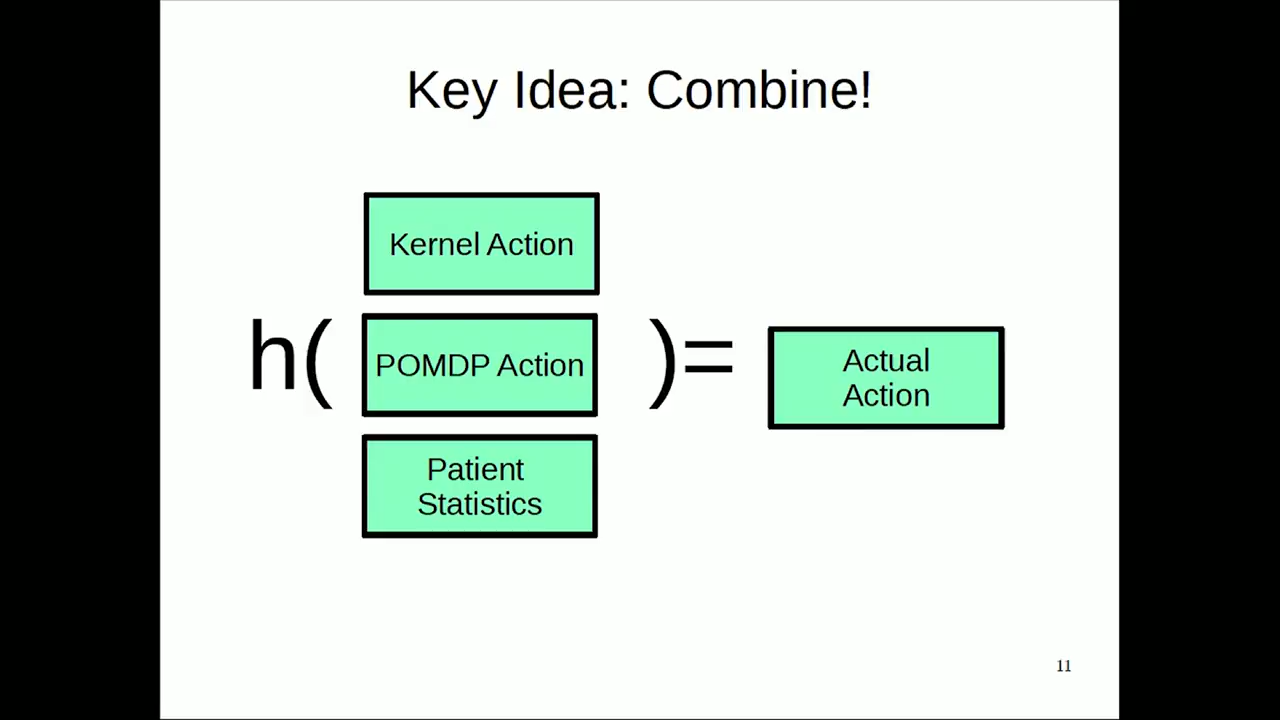 Key Idea: Combine!
Kernel Action
h(
POMDP Action
)=
Actual
Action
Patient
Statistics
11